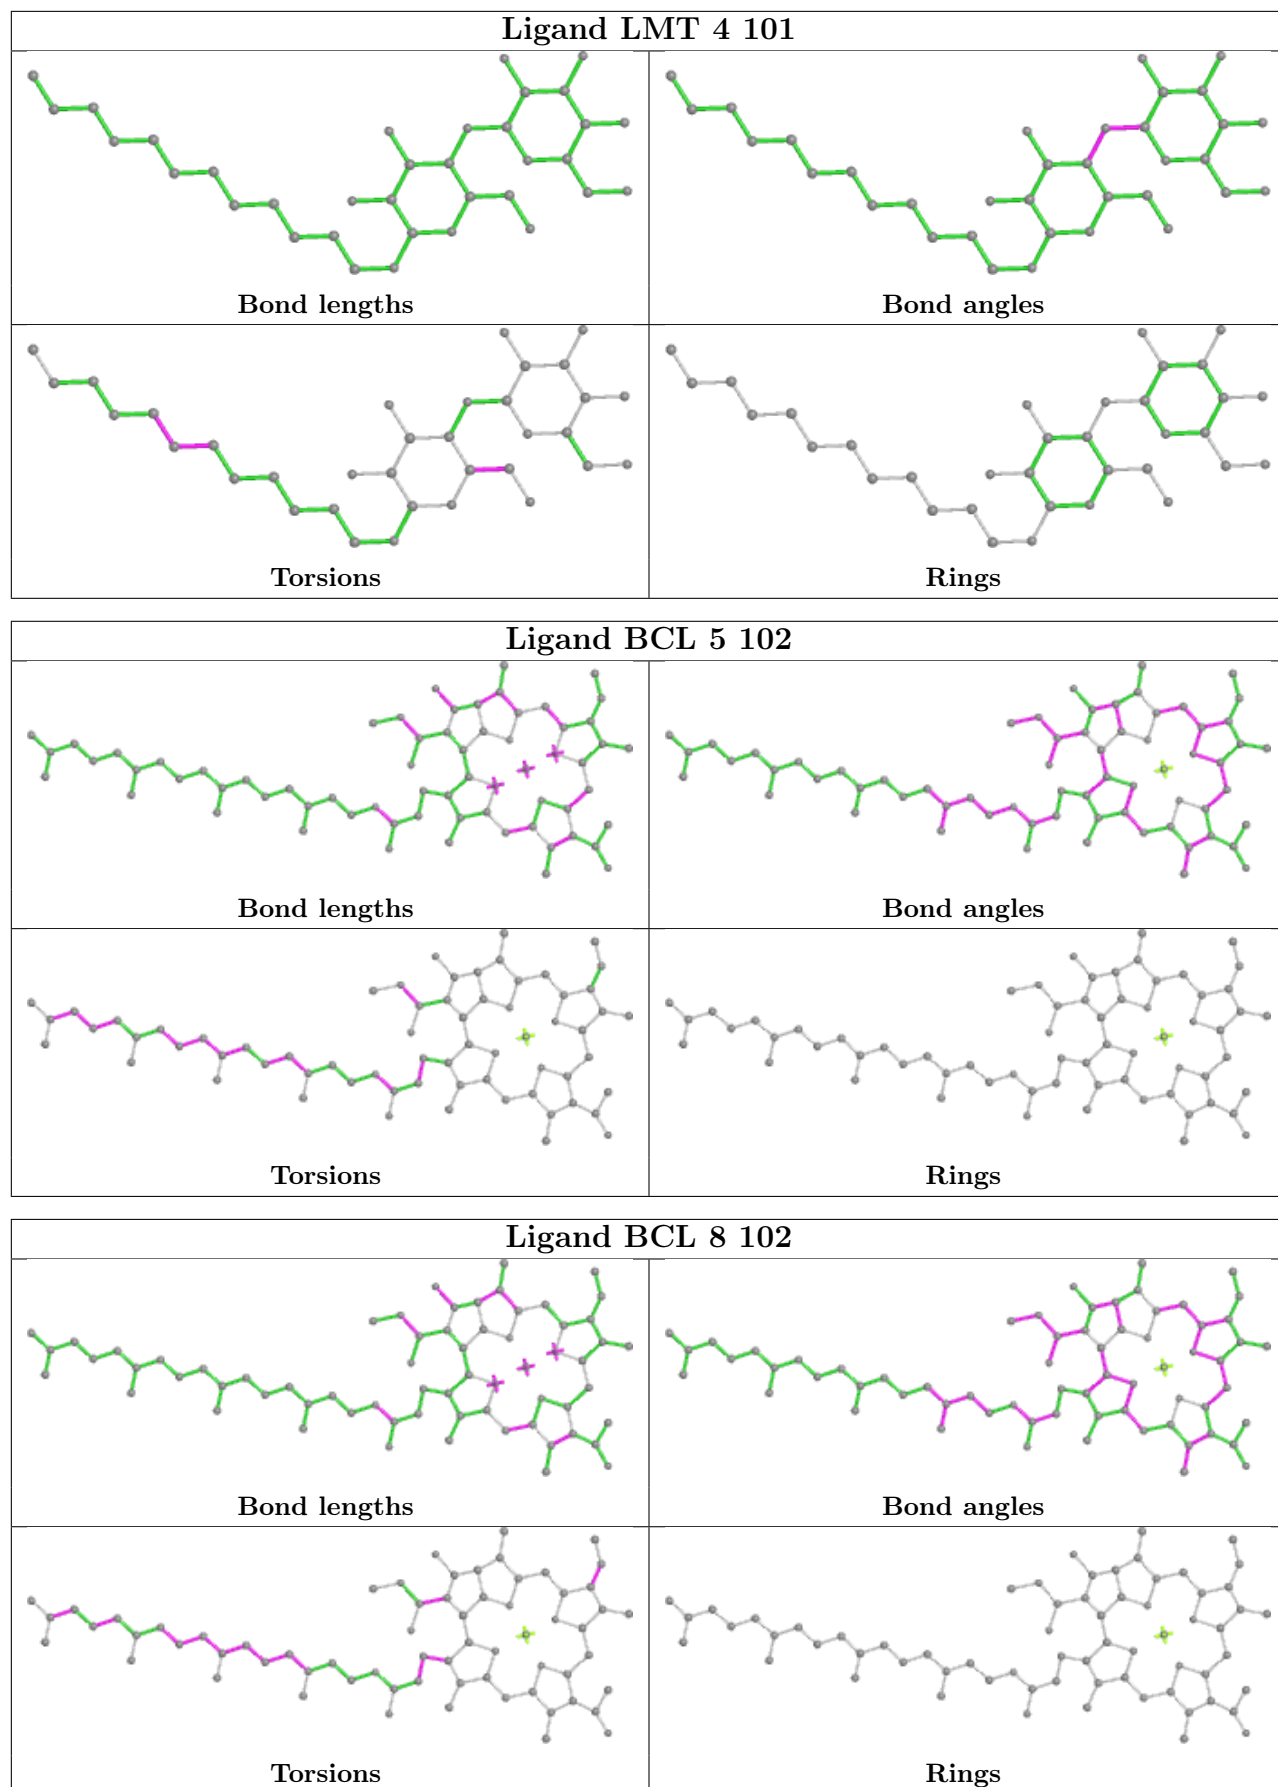 Ligand LMT 4 101
Bond lengths
Bond angles
Torsions
Rings
Ligand BCL 5 102
Bond lengths
Bond angles
Torsions
Rings
Ligand BCL 8 102
Bond lengths
Bond angles
Torsions
Rings